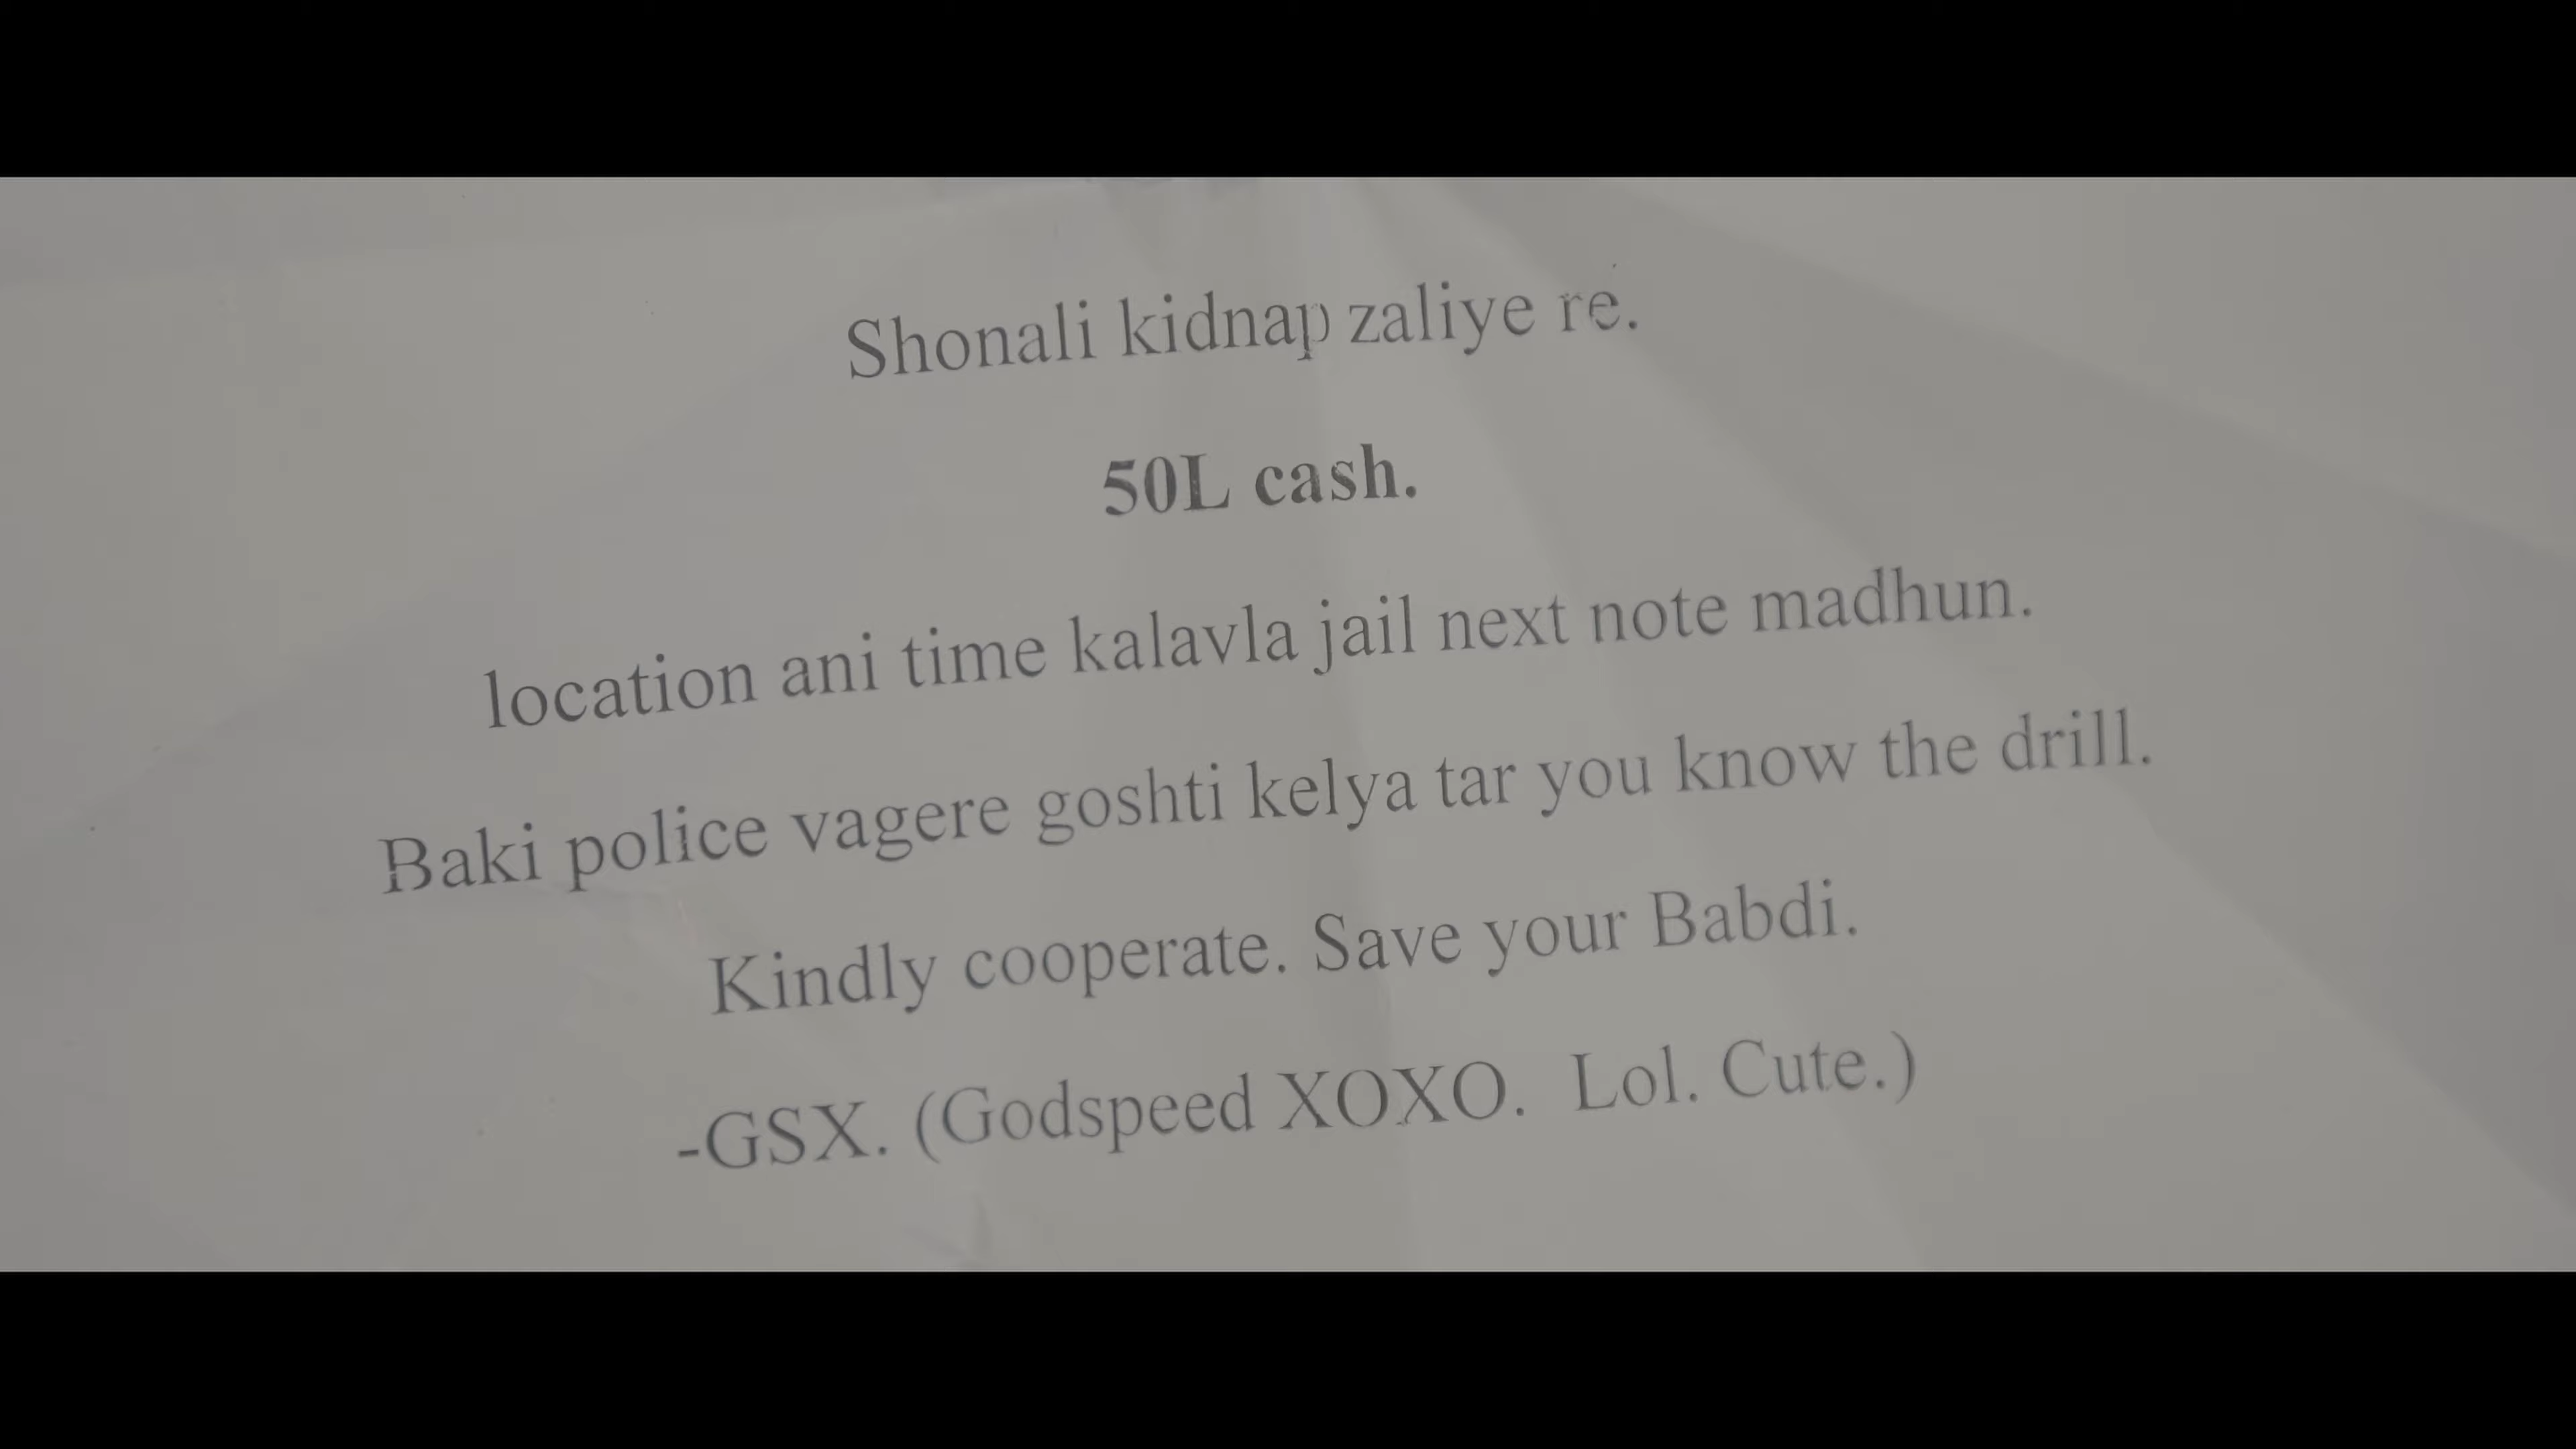 Shonali kidnap zaliye re.
50L cash.
location ani time kalavla jail next note madhun.
Baki police vagere goshti kelya tar you know the drill.
Kindly cooperate. Save your Babdi.
-GSX. (Godspeed XOXO. Lol. Cute.)